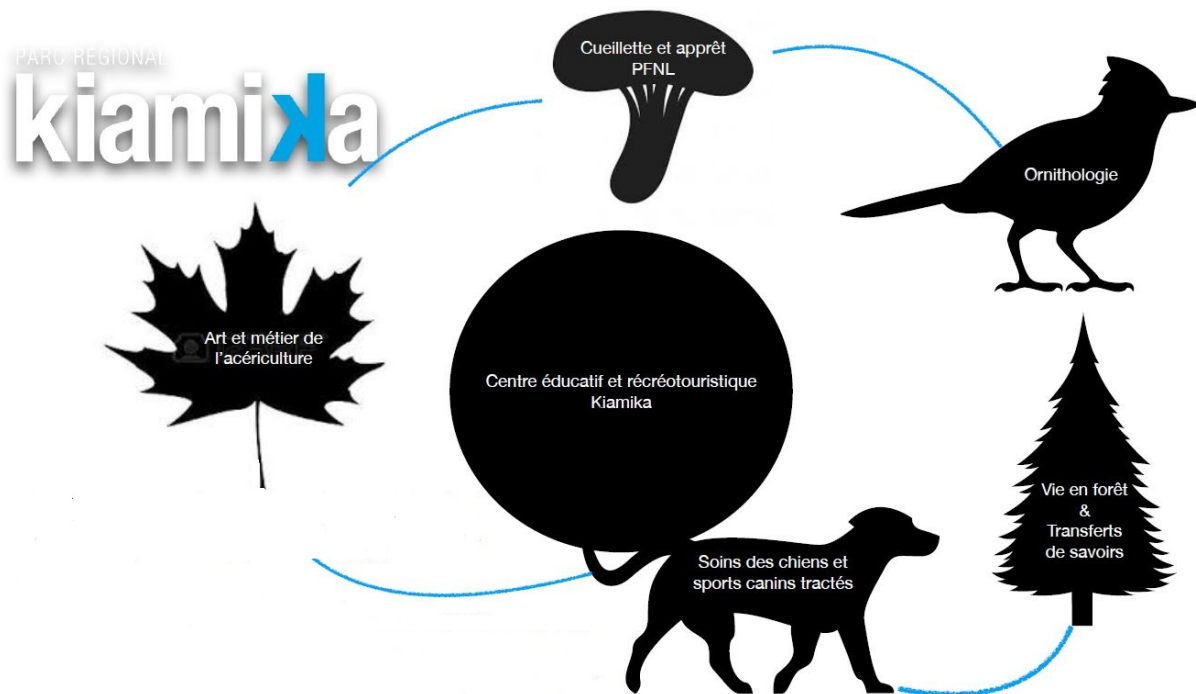 PARC RÉGIONAL
kiamika
Cueillette et apprêt
PFNL
Ornithologie
Art et métier de
l'acériculture
Centre éducatif et récréotouristique
Kiamika
Vie en forêt
&
Transferts
de savoirs
Soins des chiens et
sports canins tractés